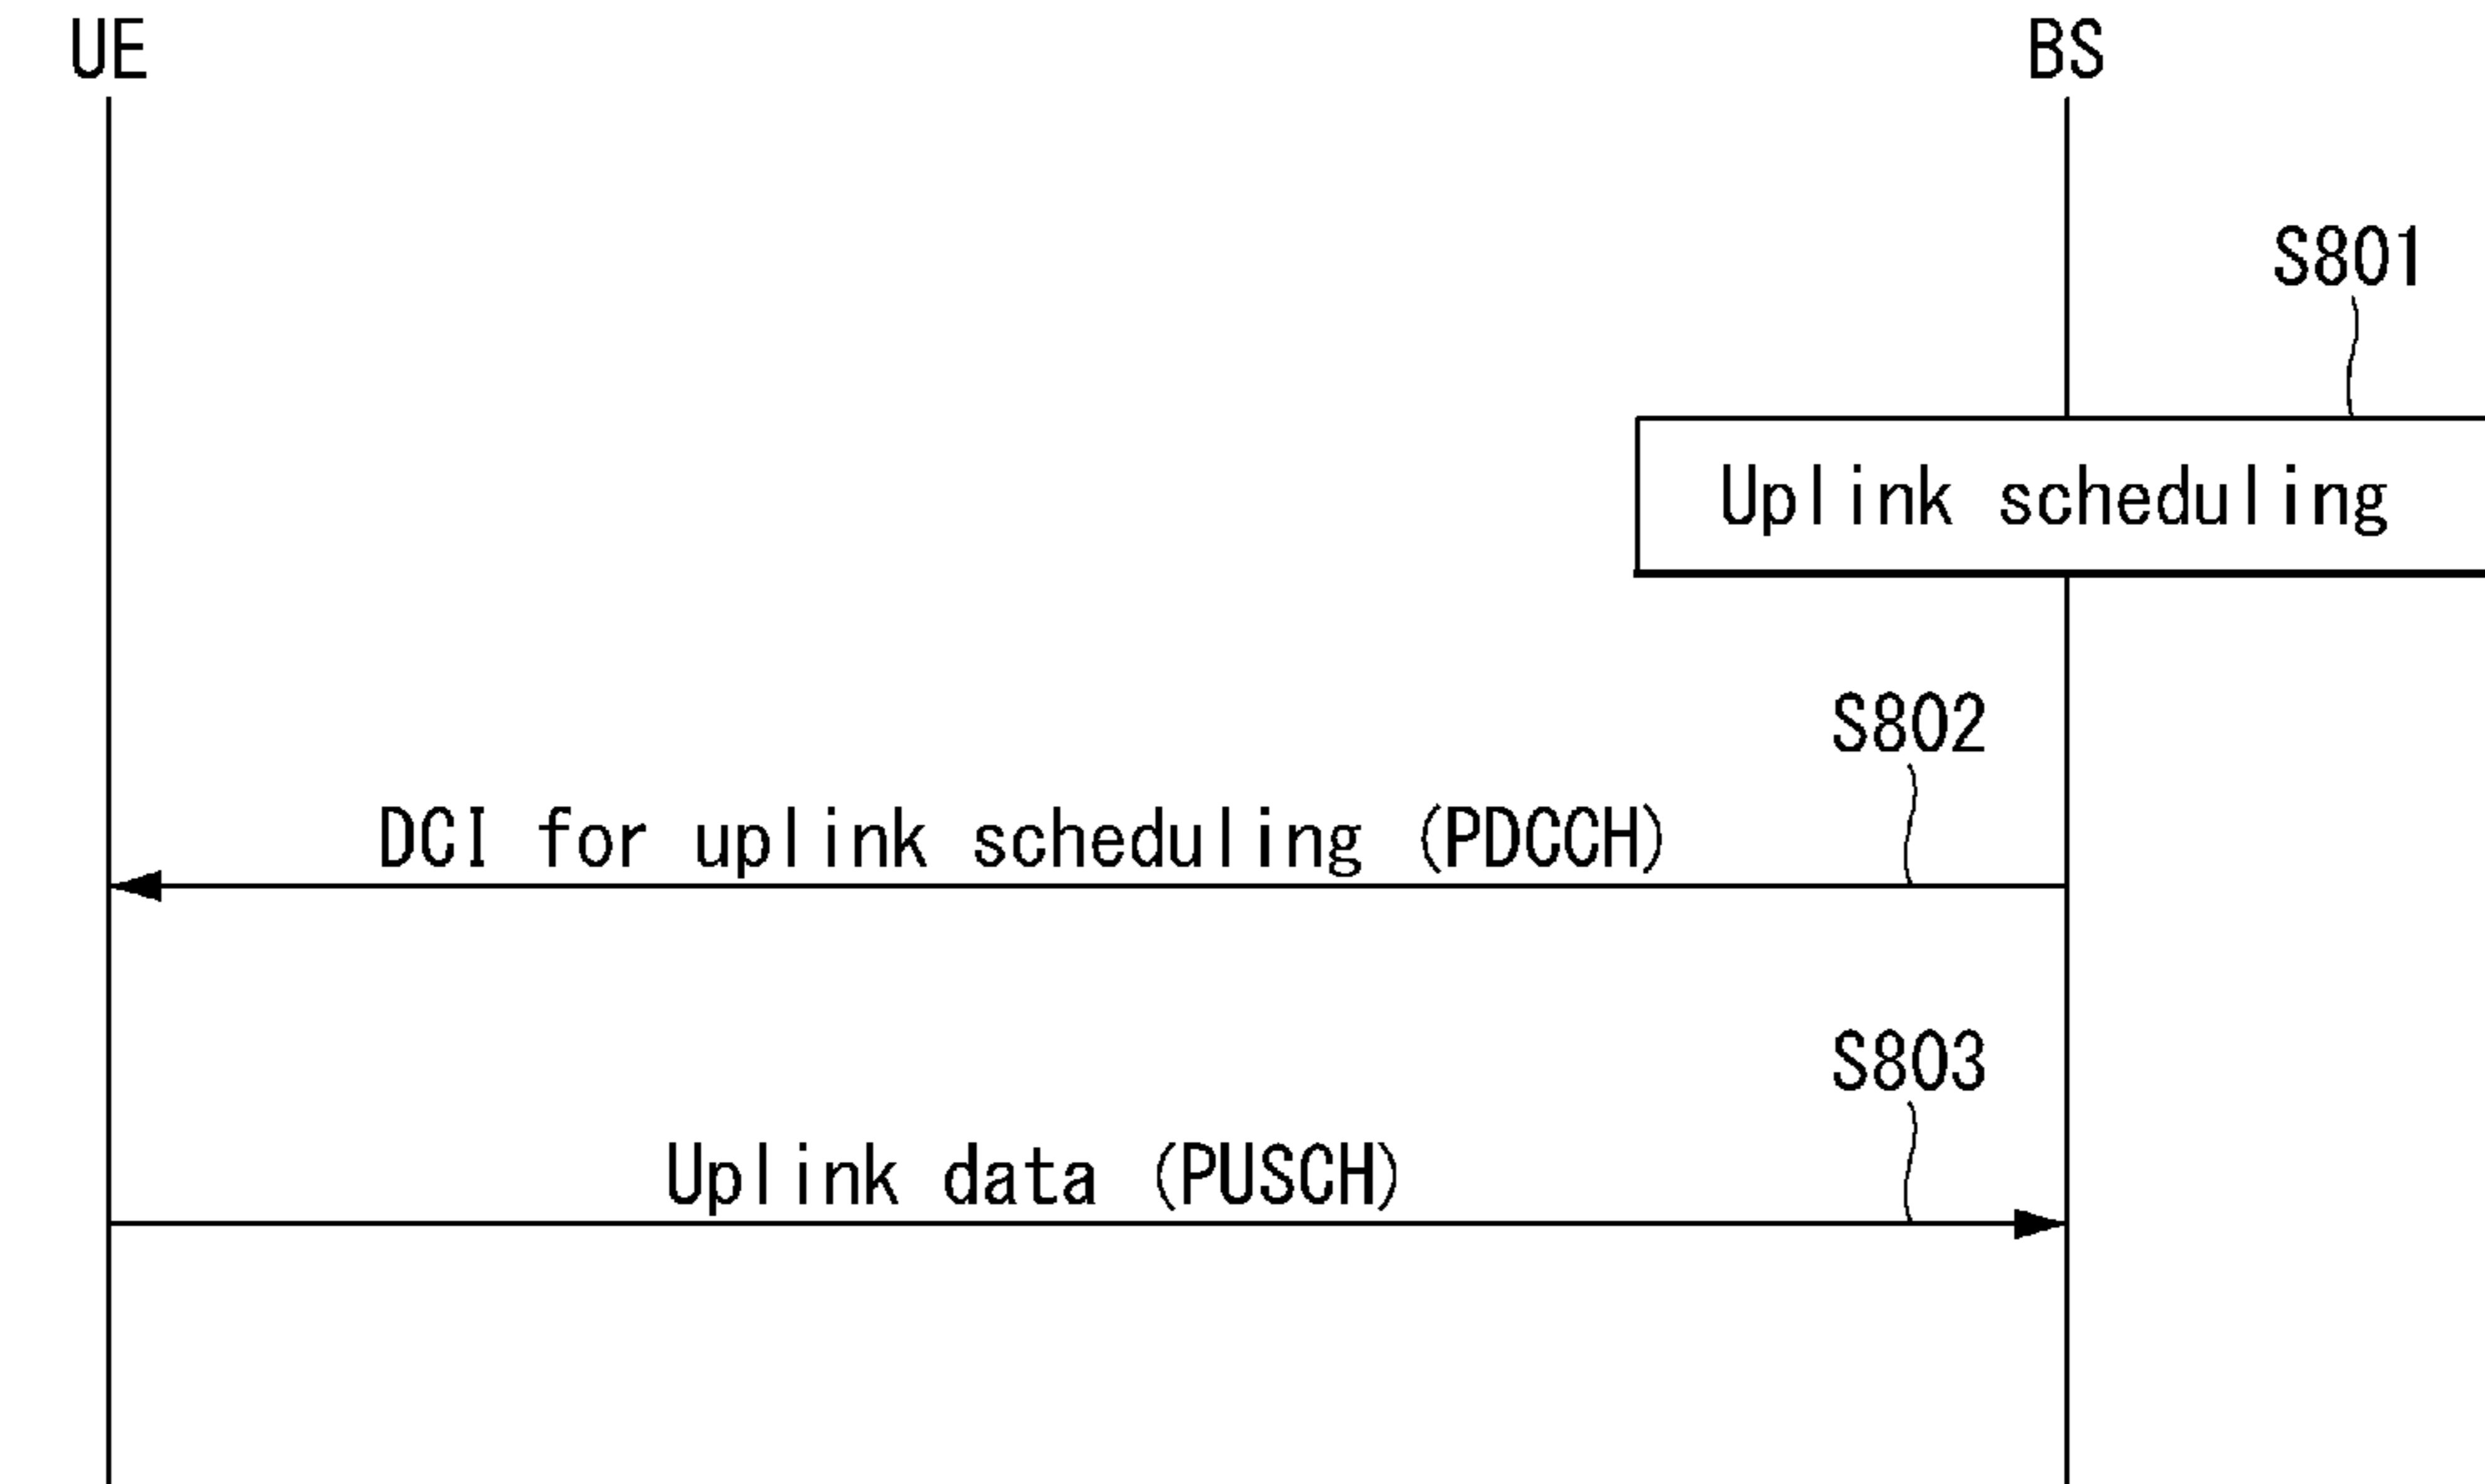 UE
BS
S801
Uplink scheduling
S802
DCI for uplink scheduling (PDCCH)
S803
Uplink data (PUSCH)